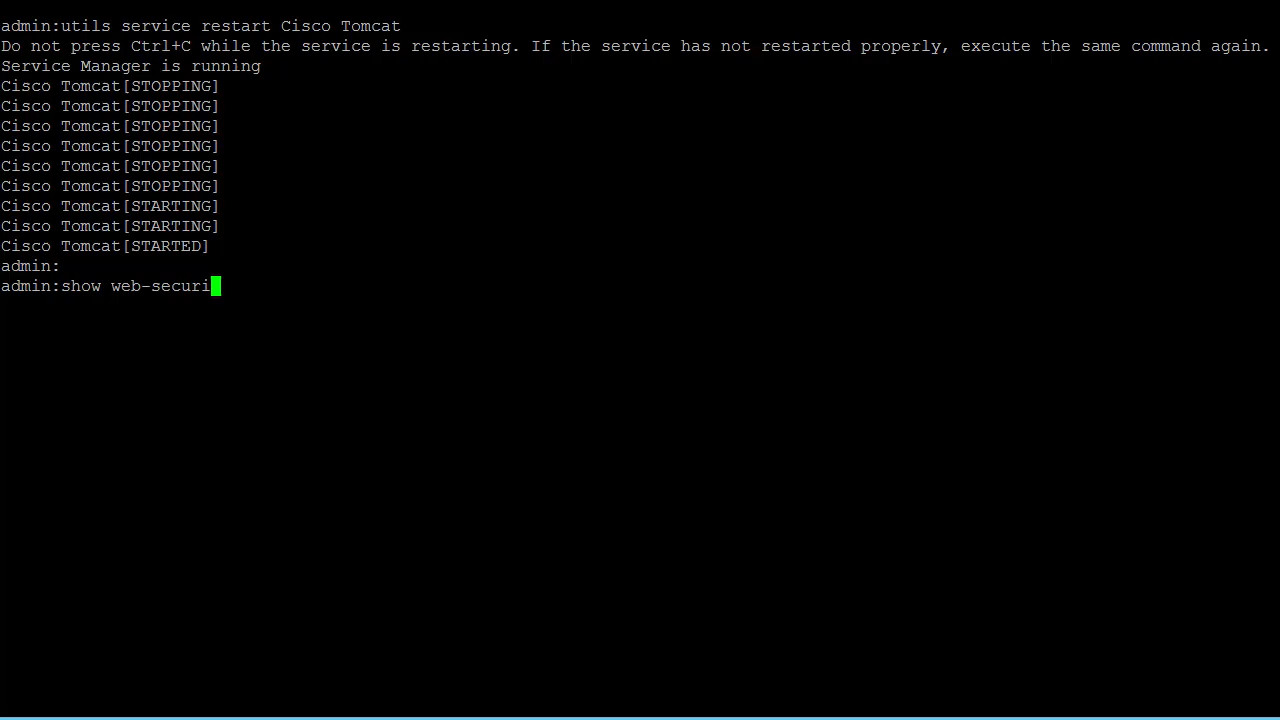 admin:utils service restart Cisco Tomcat
Do not press Ctrl+C while the service is restarting. If the service has not restarted properly, execute the same command again.
Service Manager is running
Cisco Tomcat[STOPPING]
Cisco Tomcat[STOPPING]
Cisco Tomcat[STOPPING]
Cisco Tomcat[STOPPING]
Cisco Tomcat[STOPPING]
Cisco Tomcat[STOPPING]
Cisco Tomcat[STARTING]
Cisco Tomcat[STARTING]
Cisco Tomcat[STARTED]
admin:
admin:show web-securi